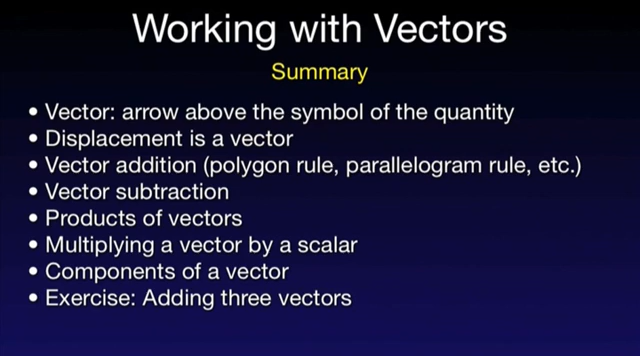 Working with Vectors
Summary
• Vector: arrow above the symbol of the quantity
• Displacement is a vector
• Vector addition (polygon rule, parallelogram rule, etc.)
• Vector subtraction
• Products of vectors
• Multiplying a vector by a scalar
• Components of a vector
• Exercise: Adding three vectors